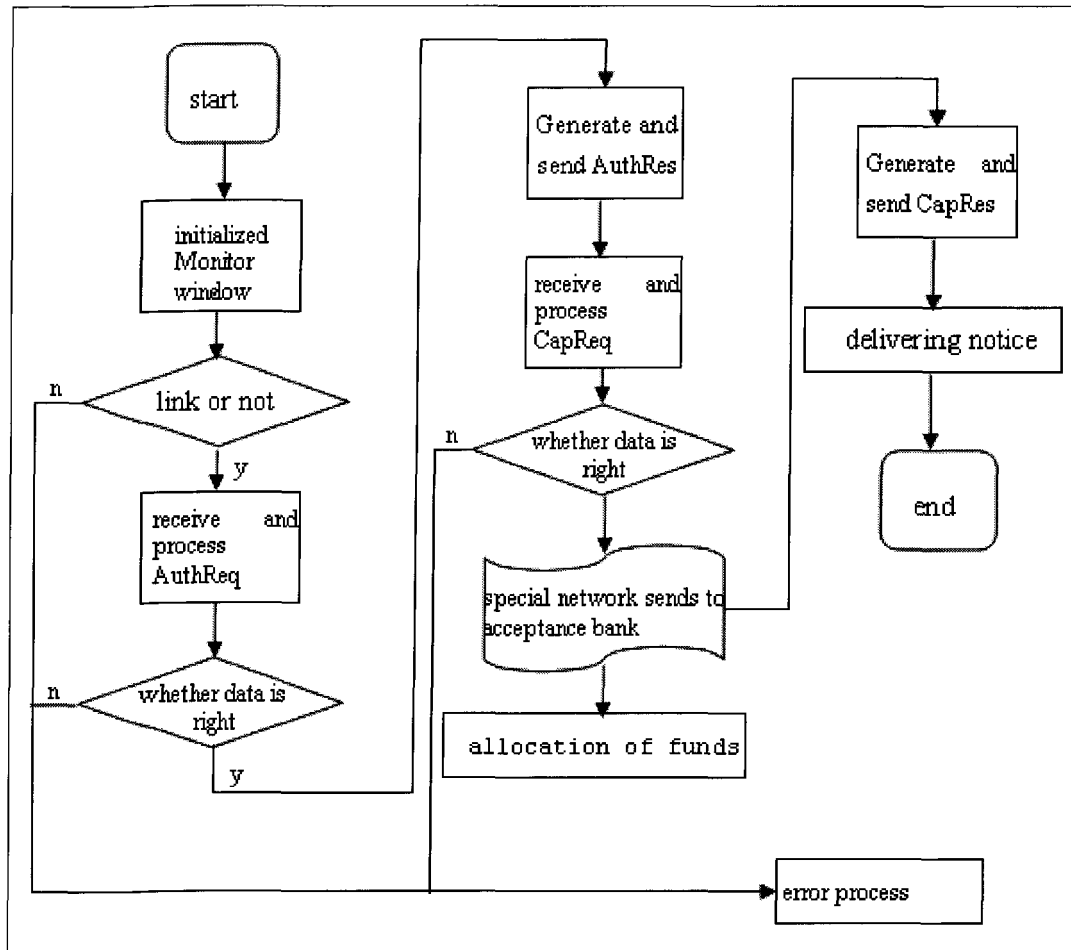 start
initialized
Monitor
window
n
link or not
y
receive and
process
AuthReq
n
whether data is
right
y
Generate and
send AuthRes
receive and
process
CapReq
n
whether data is
right
special network sends to
acceptance bank
allocation of funds
Generate and
send CapRes
delivering notice
end
error process